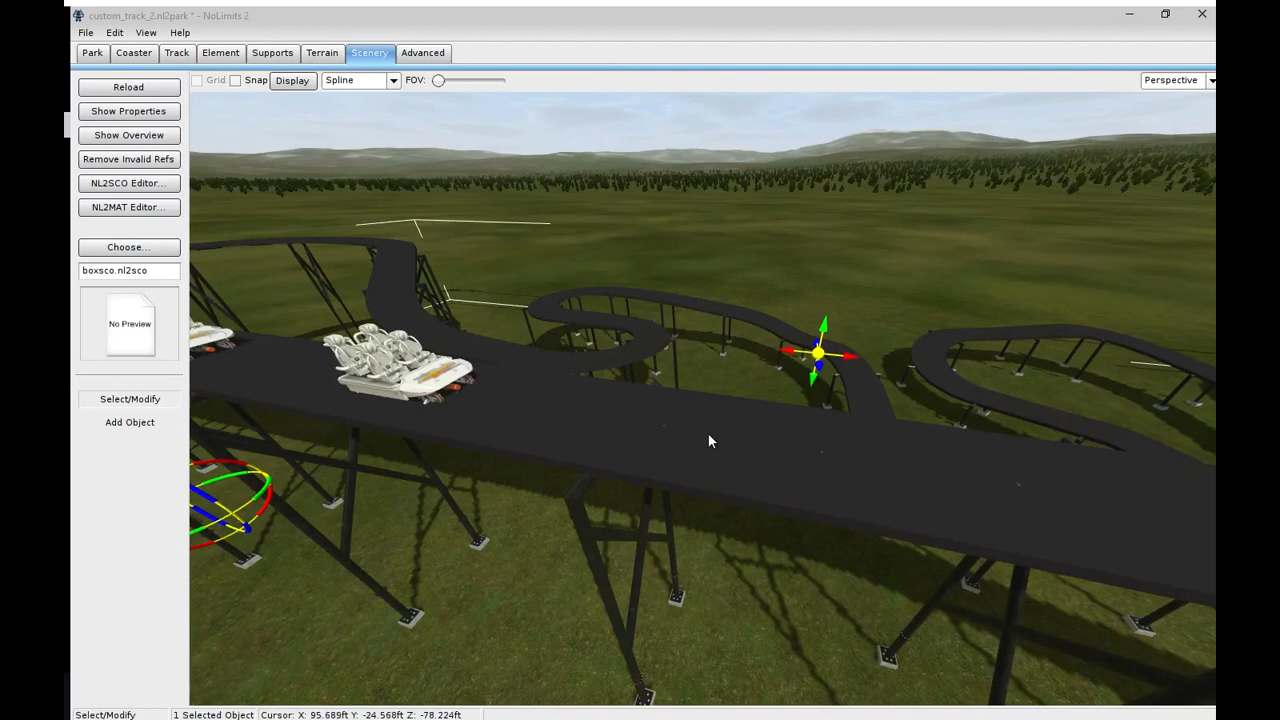 custom_track_2.nl2park * - NoLimits 2
File Edit View Help
Park Coaster Track Element Supports Terrain Scenery Advanced
Grid Snap Display Spline FOV: Perspective
Reload
Show Properties
Show Overview
Remove Invalid Refs
NL2SCO Editor...
NL2MAT Editor...
Choose...
boxsco.nl2sco
No Preview
Select/Modify
Add Object
Select/Modify 1 Selected Object Cursor: X: 95.689ft Y: -24.568ft Z: -78.224ft